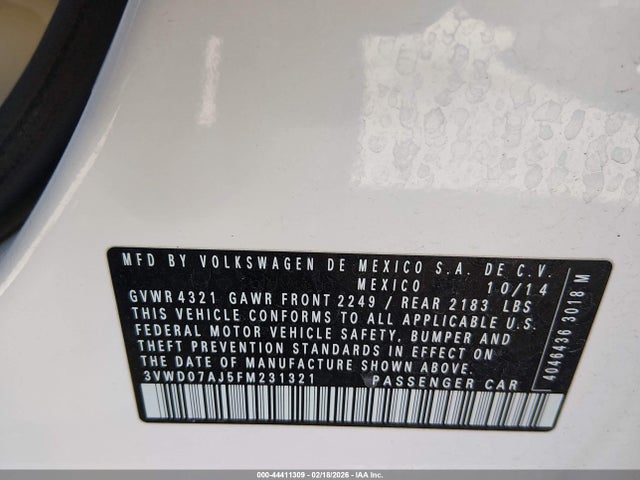 MFD BY VOLKSWAGEN DE MEXICO S.A. DE C.V.
MEXICO 10/14
GVWR 4321 GAWR FRONT 2249 / REAR 2183 LBS
THIS VEHICLE CONFORMS TO ALL APPLICABLE U.S.
FEDERAL MOTOR VEHICLE SAFETY, BUMPER AND
THEFT PREVENTION STANDARDS IN EFFECT ON
THE DATE OF MANUFACTURE SHOWN ABOVE.
3VWD07AJ5FM231321 PASSENGER CAR
4046436 3018 M
000-44411309 | 02/18/2026 - IAA Inc.